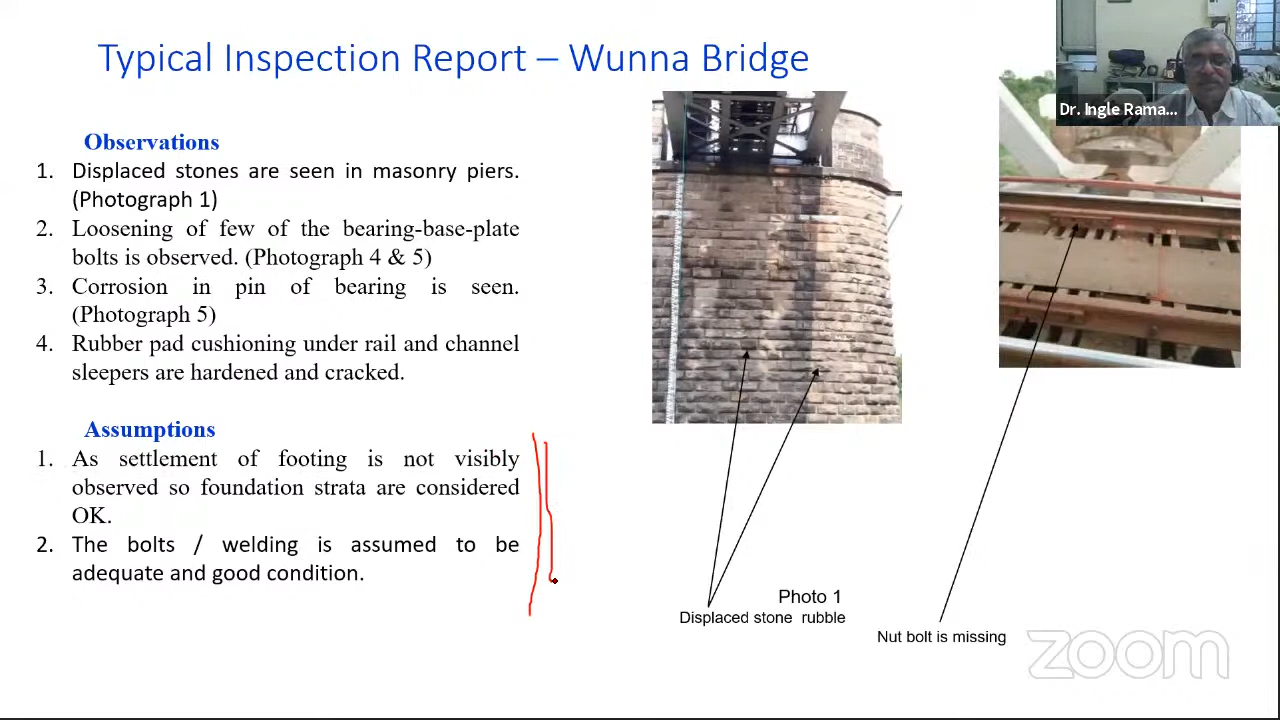 Typical Inspection Report – Wunna Bridge
Dr. Ingle Rama...
Observations
1. Displaced stones are seen in masonry piers.
(Photograph 1)
2. Loosening of few of the bearing-base-plate
bolts is observed. (Photograph 4 & 5)
3. Corrosion in pin of bearing is seen.
(Photograph 5)
4. Rubber pad cushioning under rail and channel
sleepers are hardened and cracked.
Assumptions
1. As settlement of footing is not visibly
observed so foundation strata are considered
OK.
2. The bolts / welding is assumed to be
adequate and good condition.
Photo 1
Displaced stone rubble
Nut bolt is missing
zoom